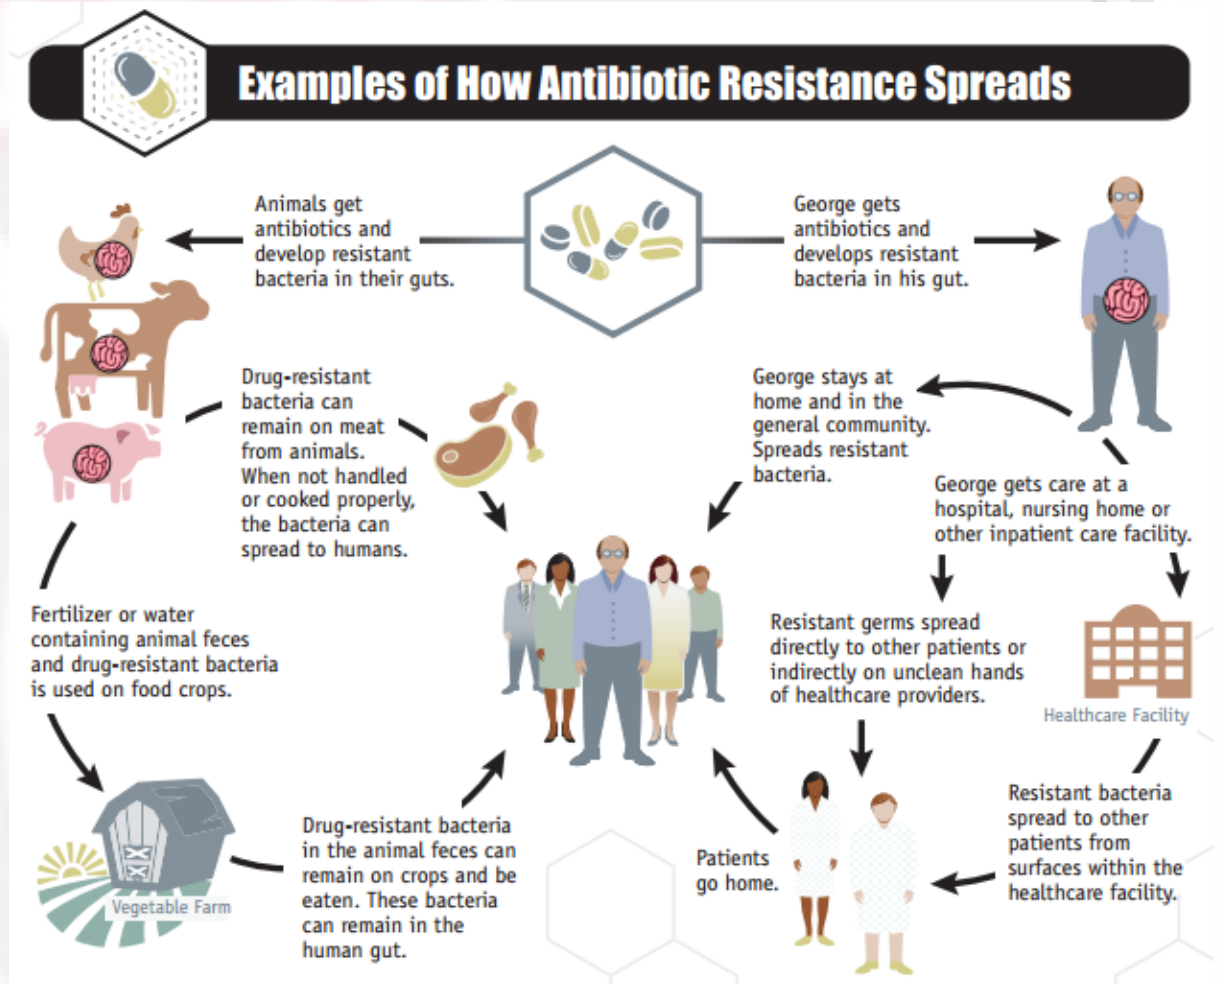 Examples of How Antibiotic Resistance Spreads
Animals get
antibiotics and
develop resistant
bacteria in their guts.
George gets
antibiotics and
develops resistant
bacteria in his gut.
Drug-resistant
bacteria can
remain on meat
from animals.
When not handled
or cooked properly,
the bacteria can
spread to humans.
George stays at
home and in the
general community.
Spreads resistant
bacteria.
George gets care at a
hospital, nursing home or
other inpatient care facility.
Fertilizer or water
containing animal feces
and drug-resistant bacteria
is used on food crops.
Resistant germs spread
directly to other patients or
indirectly on unclean hands
of healthcare providers.
Healthcare Facility
Vegetable Farm
Drug-resistant bacteria
in the animal feces can
remain on crops and be
eaten. These bacteria
can remain in the
human gut.
Patients
go home.
Resistant bacteria
spread to other
patients from
surfaces within the
healthcare facility.